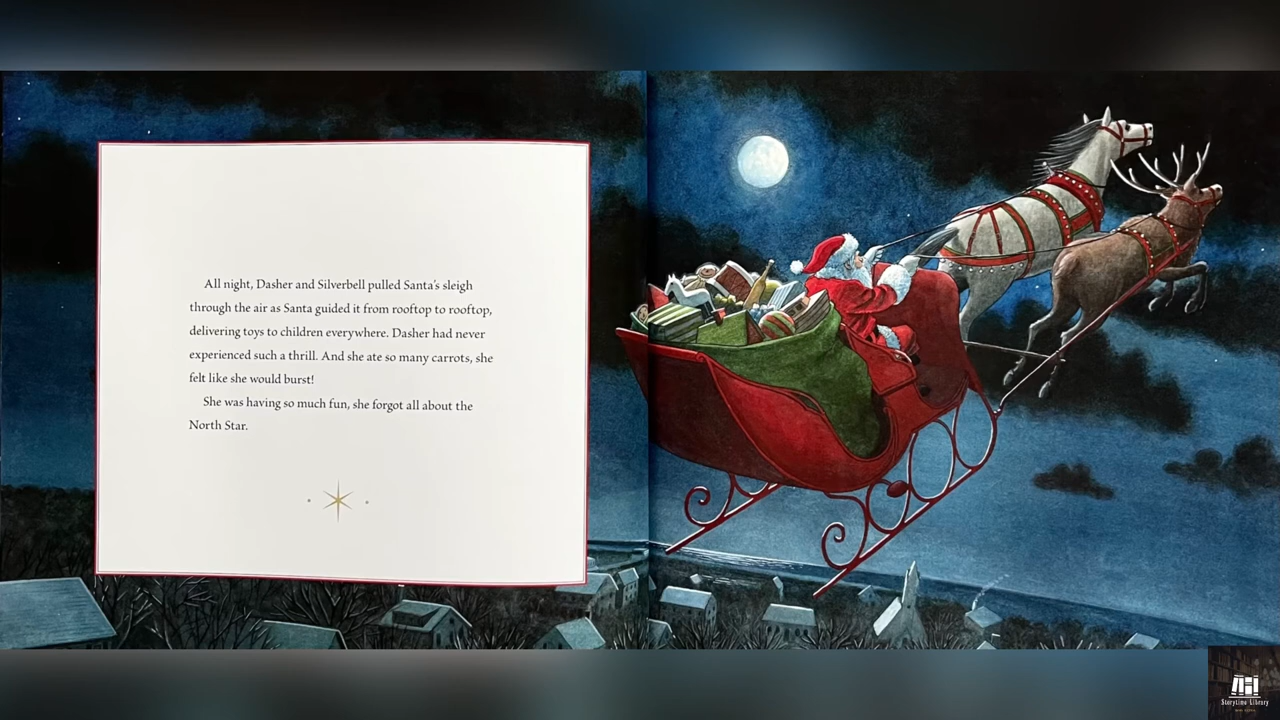 All night, Dasher and Silverbell pulled Santa's sleigh
through the air as Santa guided it from rooftop to rooftop,
delivering toys to children everywhere. Dasher had never
experienced such a thrill. And she ate so many carrots, she
felt like she would burst!
She was having so much fun, she forgot all about the
North Star.
Storytime Library